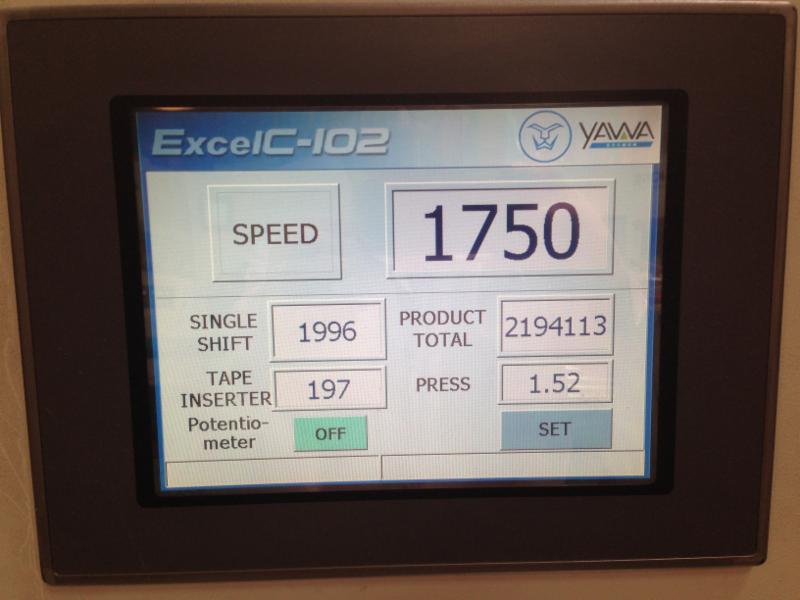 ExcelC-102
YAWA
SPEED
1750
SINGLE
SHIFT
1996
PRODUCT
TOTAL
2194113
TAPE
INSERTER
197
PRESS
1.52
Potentio-
meter
OFF
SET